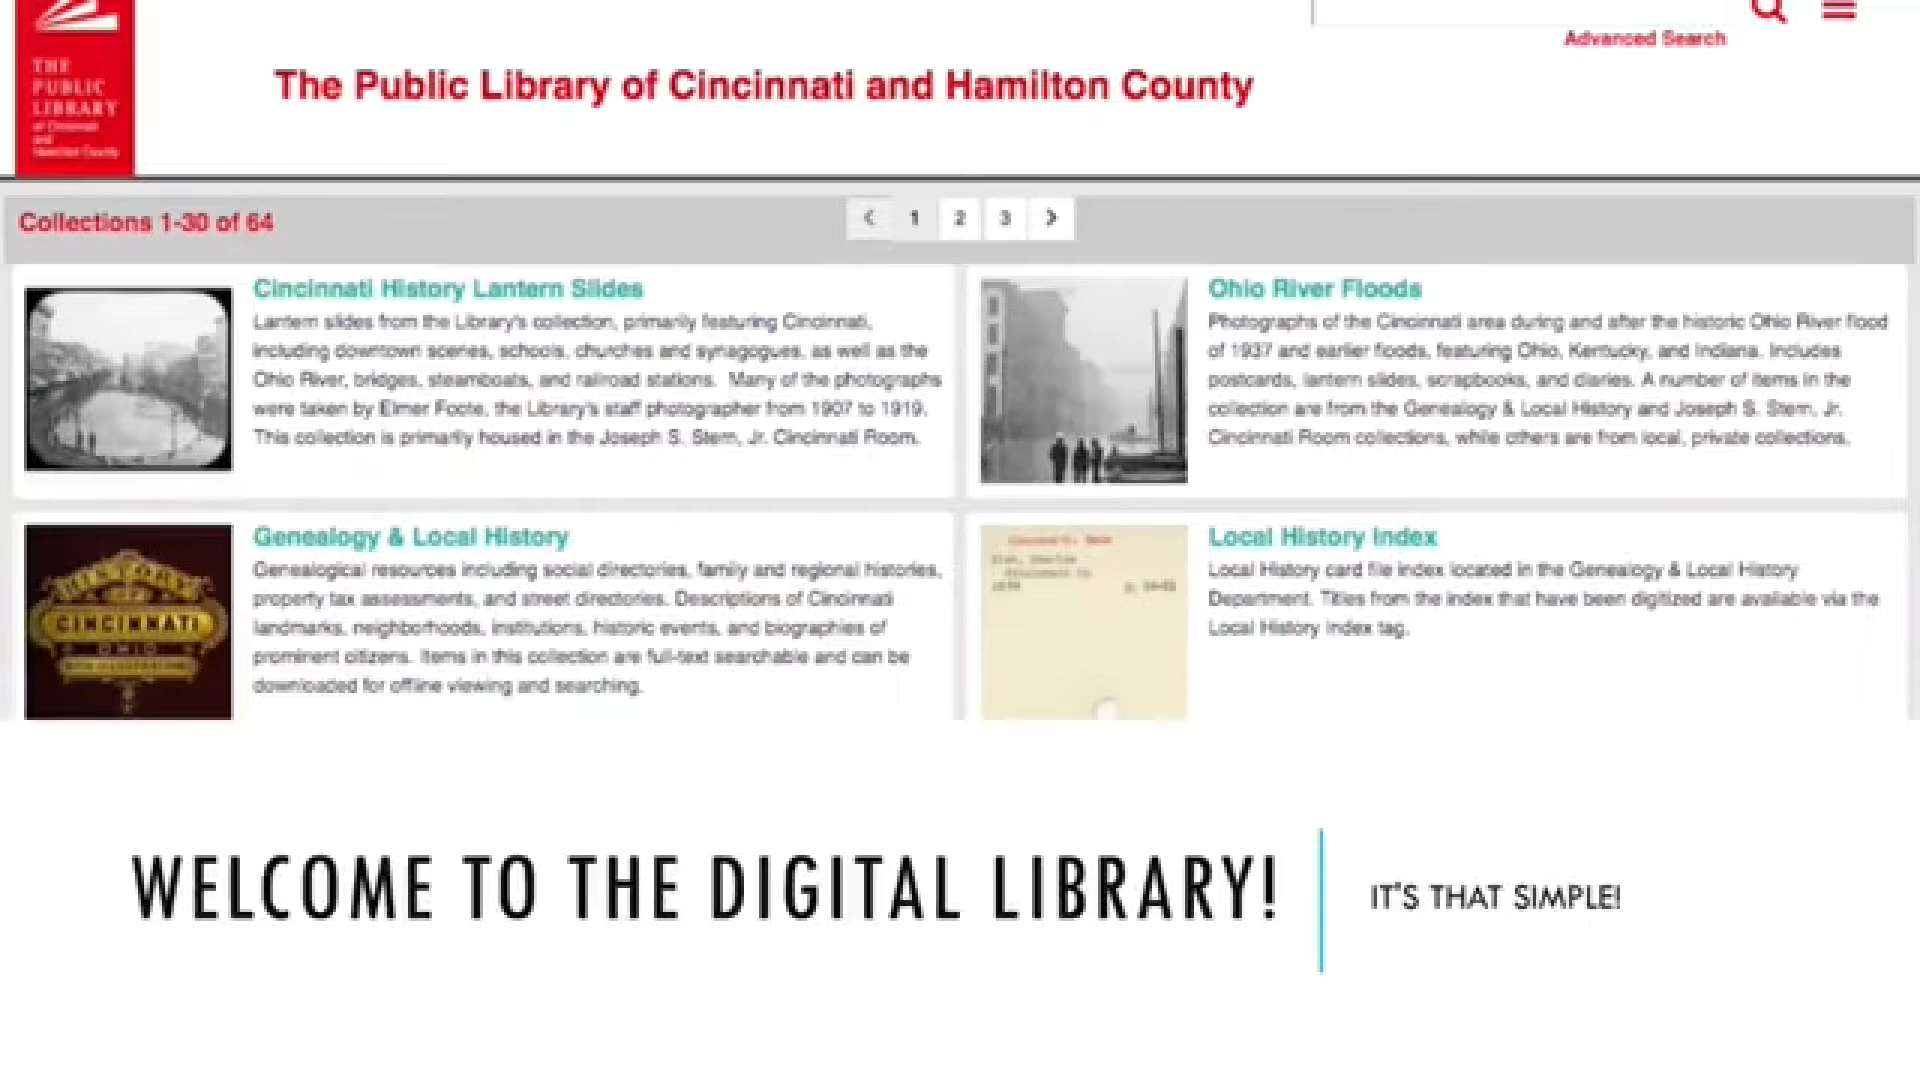 Advanced Search
THE
PUBLIC
LIBRARY
of Cincinnati
and
Hamilton County
The Public Library of Cincinnati and Hamilton County
Collections 1-30 of 64
< 1 2 3 >
Cincinnati History Lantern Slides
Lantern slides from the Library's collection, primarily featuring Cincinnati,
including downtown scenes, schools, churches and synagogues, as well as the
Ohio River, bridges, steamboats, and railroad stations. Many of the photographs
were taken by Elmer Foote, the Library's staff photographer from 1907 to 1919.
This collection is primarily housed in the Joseph S. Stern, Jr. Cincinnati Room.
Ohio River Floods
Photographs of the Cincinnati area during and after the historic Ohio River flood
of 1937 and earlier floods, featuring Ohio, Kentucky, and Indiana. Includes
postcards, lantern slides, scrapbooks, and diaries. A number of items in the
collection are from the Genealogy & Local History and Joseph S. Stern, Jr.
Cincinnati Room collections, while others are from local, private collections.
Genealogy & Local History
Genealogical resources including social directories, family and regional histories,
property tax assessments, and street directories. Descriptions of Cincinnati
landmarks, neighborhoods, institutions, historic events, and biographies of
prominent citizens. Items in this collection are full-text searchable and can be
downloaded for offline viewing and searching.
HISTORY
OF
CINCINNATI
OHIO
Local History Index
Local History card file index located in the Genealogy & Local History
Department. Titles from the index that have been digitized are available via the
Local History Index tag.
WELCOME TO THE DIGITAL LIBRARY!
IT'S THAT SIMPLE!